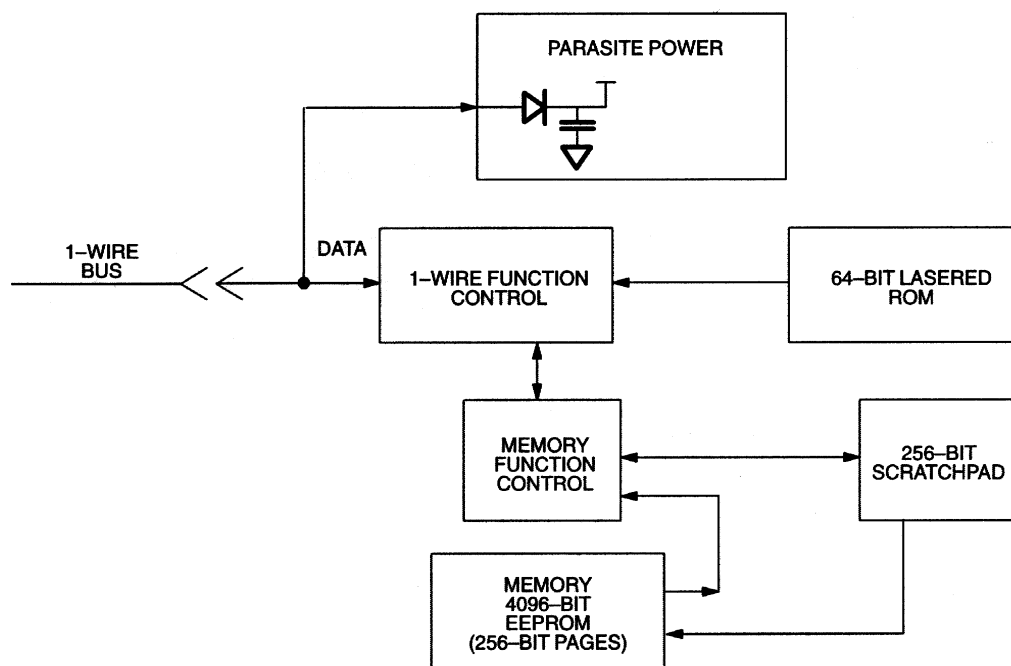 PARASITE POWER
1–WIRE
BUS
DATA
1–WIRE FUNCTION
CONTROL
64–BIT LASERED
ROM
MEMORY
FUNCTION
CONTROL
256–BIT
SCRATCHPAD
MEMORY
4096–BIT
EEPROM
(256–BIT PAGES)